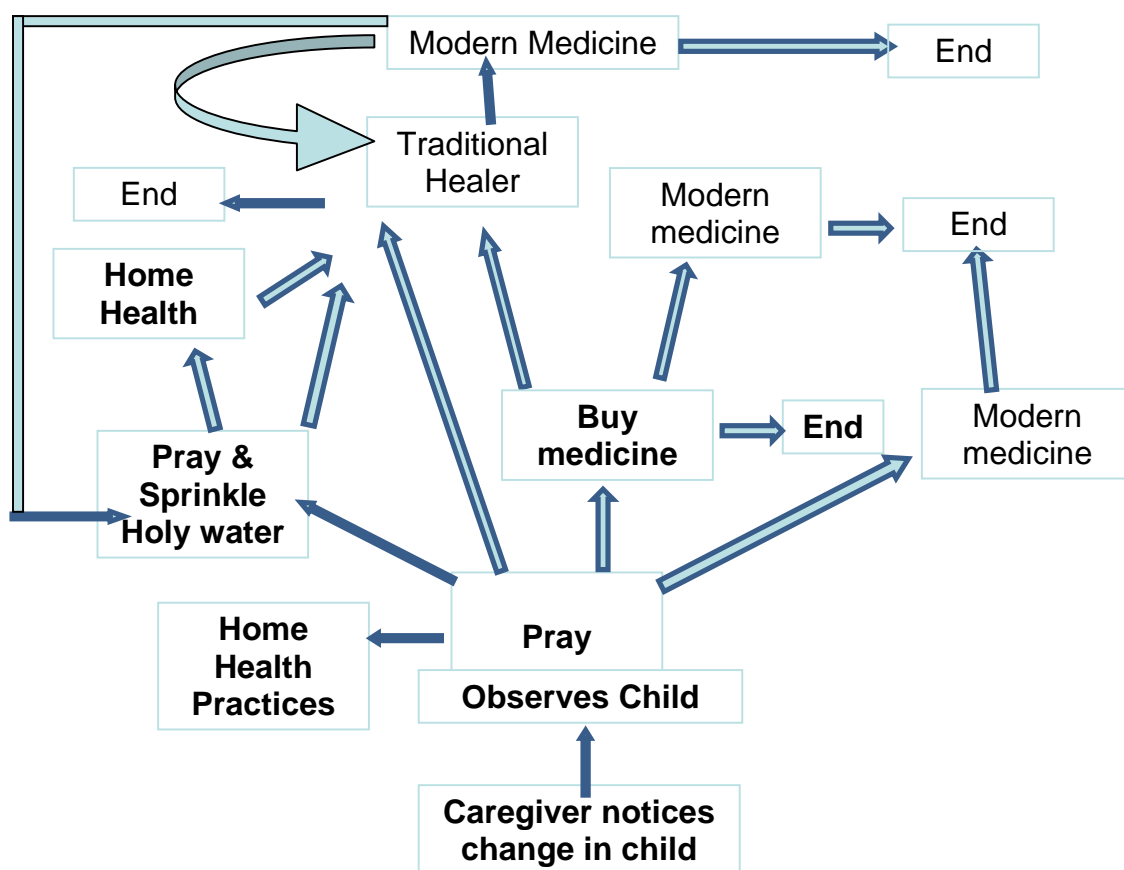 Modern Medicine
End
Traditional
Healer
End
Modern
medicine
End
Home
Health
Buy
medicine
End
Modern
medicine
Pray &
Sprinkle
Holy water
Home
Health
Practices
Pray
Observes Child
Caregiver notices
change in child